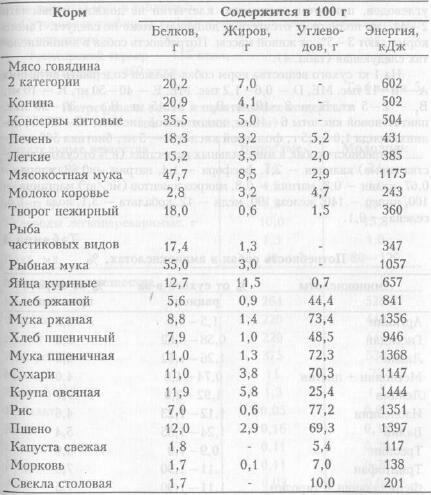 Корм Содержится в 100 г
Белков, г Жиров, г Углеводов, г Энергия, кДж
Мясо говядина
2 категории 20,2 7,0 - 602
Конина 20,9 4,1 - 502
Консервы китовые 35,5 5,0 - 504
Печень 18,3 3,2 5,2 431
Легкие 15,2 3,5 2,0 385
Мясокостная мука 47,7 8,5 2,9 1175
Молоко коровье 2,8 3,2 4,7 243
Творог нежирный 18,0 0,6 1,5 360
Рыба
частиковых видов 17,4 1,3 - 347
Рыбная мука 55,0 3,0 - 1057
Яйца куриные 12,7 11,5 0,7 657
Хлеб ржаной 5,6 0,9 44,4 841
Мука ржаная 8,8 1,4 73,4 1356
Хлеб пшеничный 7,9 1,0 48,5 946
Мука пшеничная 11,0 1,3 72,3 1368
Сухари 11,0 3,8 70,3 1147
Крупа овсяная 11,9 5,8 25,4 1444
Рис 7,0 0,6 77,2 1351
Пшено 12,0 2,9 69,3 1397
Капуста свежая 1,8 - 5,4 117
Морковь 1,7 0,1 7,0 138
Свекла столовая 1,7 - 10,0 201